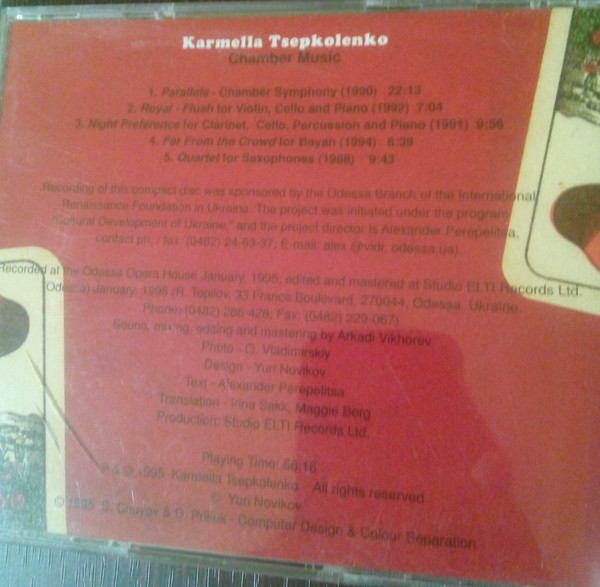 Karmella Tsepkolenko
Chamber Music
1. Parallels - Chamber Symphony (1990) 22:13
2. Royal - Flush for Violin, Cello and Piano (1992) 7:04
3. Night Preference for Clarinet, Cello, Percussion and Piano (1991) 9:56
4. Far From the Crowd for Bayan (1994) 6:39
5. Quartet for Saxophones (1988) 9:43
Recording of this compact disc was sponsored by the Odessa Branch of the International
Renaissance Foundation in Ukraine. The project was initiated under the program
"Cultural Development of Ukraine," and the project director is Alexander Perepelitsa,
contact ph. / fax: (0482) 24-63-37; E-mail: alex @vidr. odessa.ua).
Recorded at the Odessa Opera House January, 1995; edited and mastered at Studio ELTI Records Ltd.
Odessa) January, 1995 (R. Topilov, 33 France Boulevard, 270044, Odessa, Ukraine.
Phone: (0482) 286-428, Fax: (0482) 229-067)
Sound, mixing, editing and mastering by Arkadi Vikhorev
Photo - O. Vladimirskiy
Design - Yuri Novikov
Text - Alexander Perepelitsa
Translation - Irina Sakk, Maggie Berg
Production: Studio ELTI Records Ltd.
Playing Time: 56:16
℗ & © 1995 Karmella Tsepkolenko All rights reserved
© Yuri Novikov
© 1995 S. Chuyov & D. Priluk - Computer Design & Colour Separation